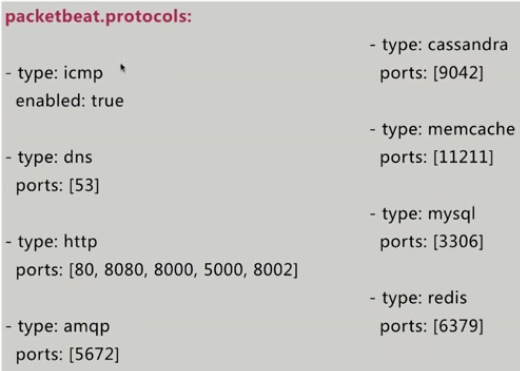 packetbeat.protocols:
- type: icmp
enabled: true
- type: dns
ports: [53]
- type: http
ports: [80, 8080, 8000, 5000, 8002]
- type: amqp
ports: [5672]
- type: cassandra
ports: [9042]
- type: memcache
ports: [11211]
- type: mysql
ports: [3306]
- type: redis
ports: [6379]